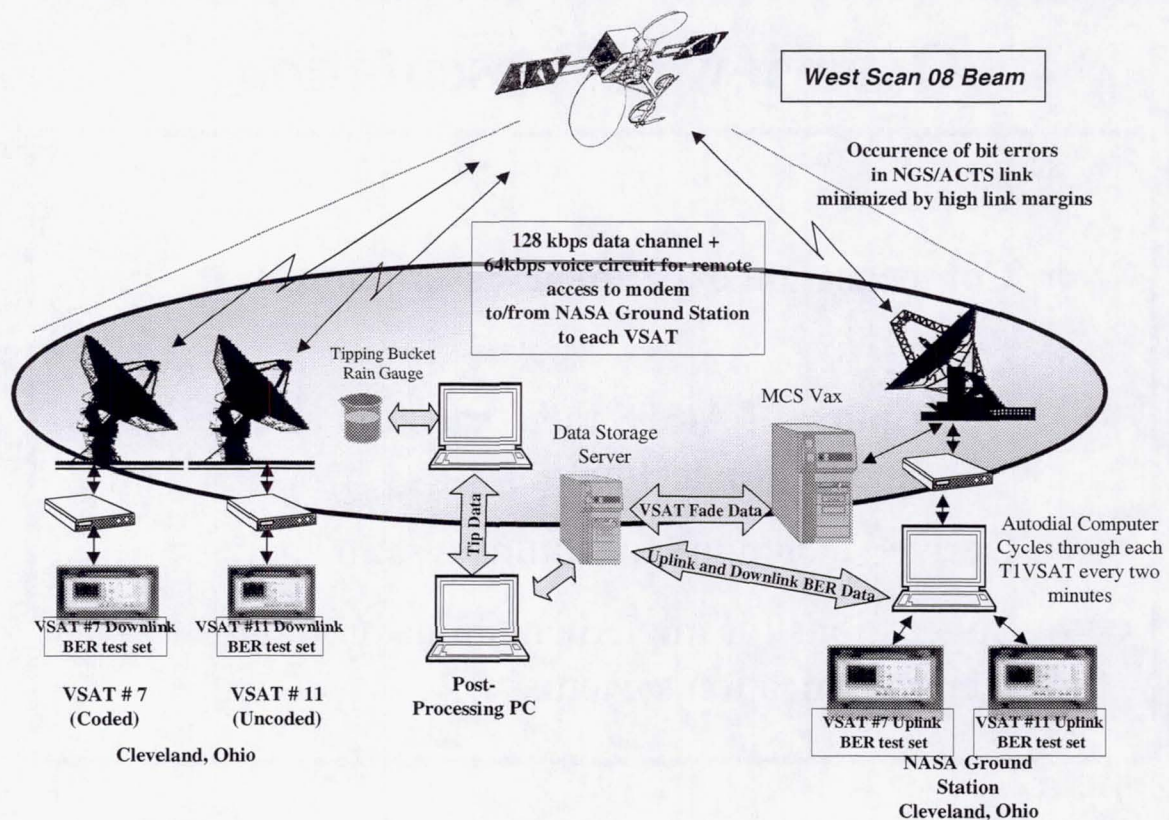 West Scan 08 Beam
Occurrence of bit errors
in NGS/ACTS link
minimized by high link margins
128 kbps data channel +
64kbps voice circuit for remote
access to modem
to/from NASA Ground Station
to each VSAT
Tipping Bucket
Rain Gauge
MCS Vax
Data Storage
Server
Tip Data
VSAT Fade Data
Uplink and Downlink BER Data
Autodial Computer
Cycles through each
T1VSAT every two
minutes
VSAT #7 Downlink
BER test set
VSAT #11 Downlink
BER test set
VSAT # 7
(Coded)
VSAT # 11
(Uncoded)
Cleveland, Ohio
Post-
Processing PC
VSAT #7 Uplink
BER test set
VSAT #11 Uplink
BER test set
NASA Ground
Station
Cleveland, Ohio